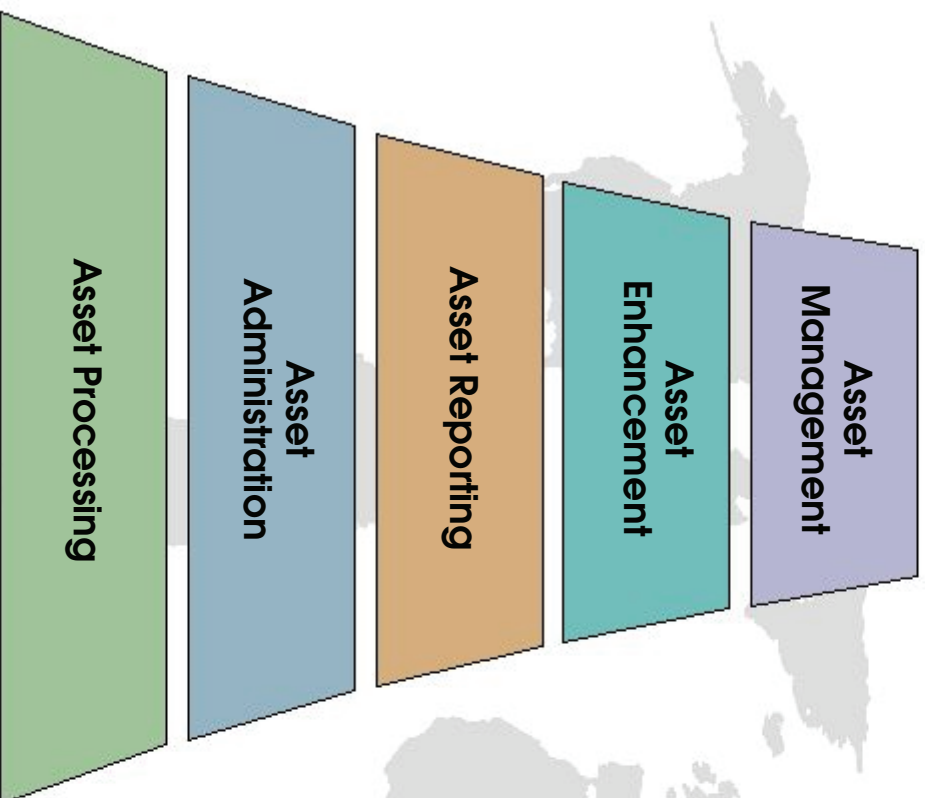 Asset
Management
Asset
Enhancement
Asset Reporting
Asset
Administration
Asset Processing